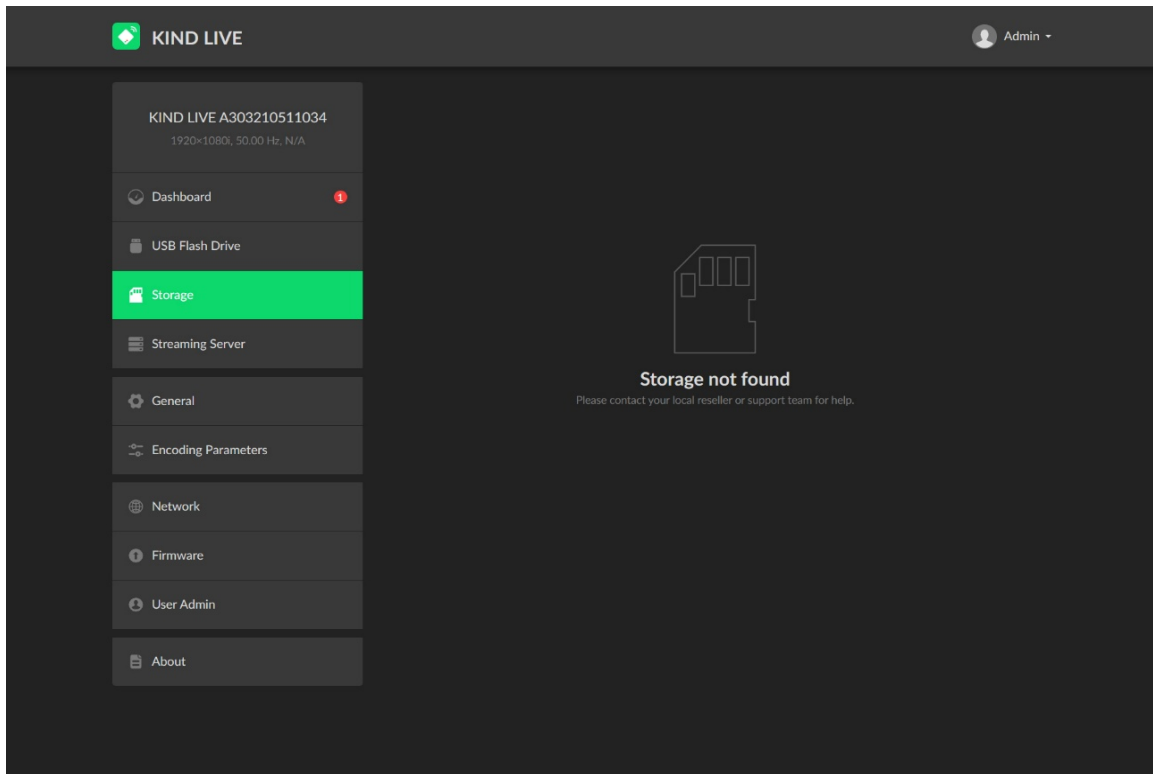 KIND LIVE
Admin
KIND LIVE A303210511034
1920×1080i, 50.00 Hz, N/A
Dashboard 1
USB Flash Drive
Storage
Streaming Server
General
Encoding Parameters
Network
Firmware
User Admin
About
Storage not found
Please contact your local reseller or support team for help.